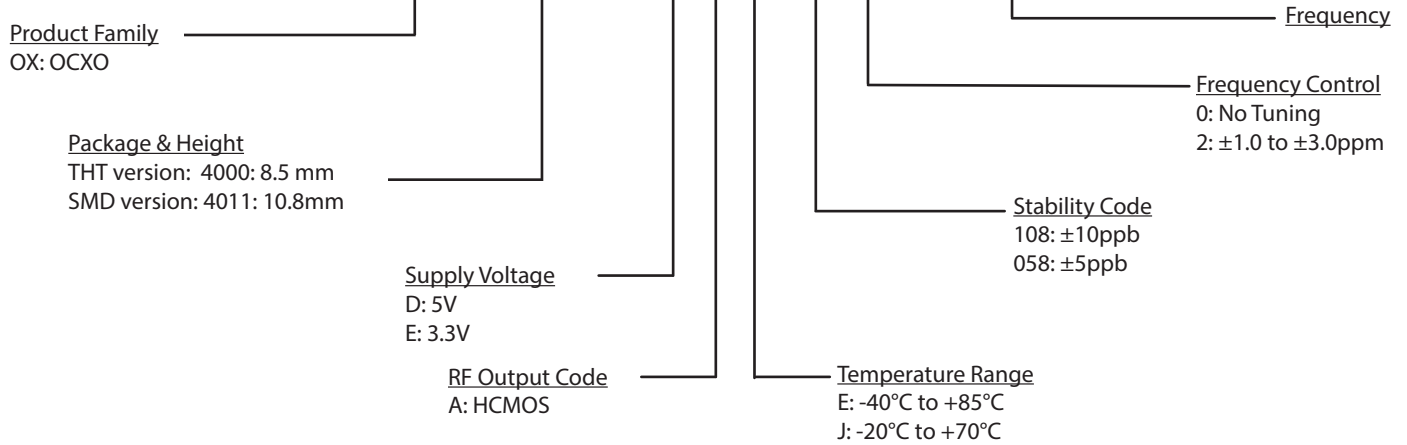 Frequency
Product Family
OX: OCXO
Frequency Control
0: No Tuning
2: ±1.0 to ±3.0ppm
Package & Height
THT version:  4000: 8.5 mm
SMD version: 4011: 10.8mm
Stability Code
108: ±10ppb
058: ±5ppb
Supply Voltage
D: 5V
E: 3.3V
RF Output Code
A: HCMOS
Temperature Range
E: -40°C to +85°C
J: -20°C to +70°C